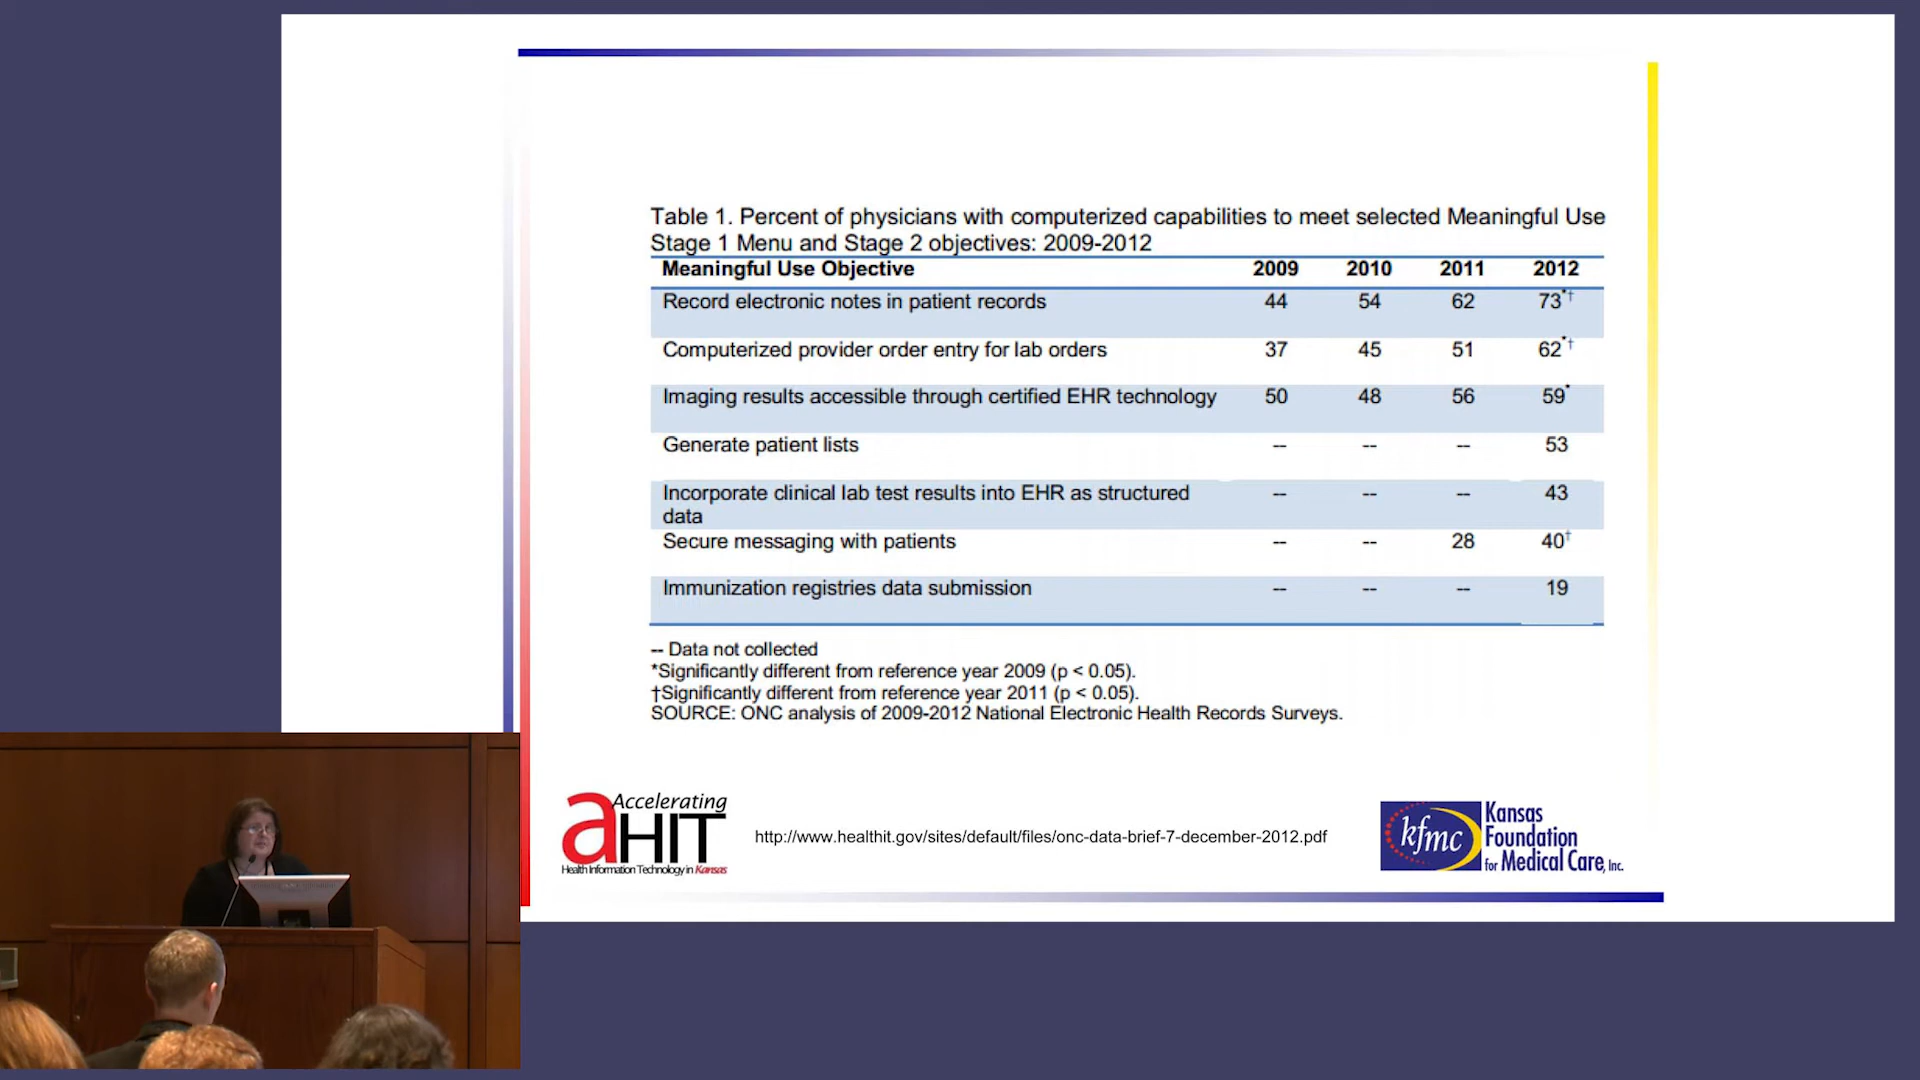 Table 1. Percent of physicians with computerized capabilities to meet selected Meaningful Use
Stage 1 Menu and Stage 2 objectives: 2009-2012
Meaningful Use Objective 2009 2010 2011 2012
Record electronic notes in patient records 44 54 62 73*†
Computerized provider order entry for lab orders 37 45 51 62*†
Imaging results accessible through certified EHR technology 50 48 56 59*
Generate patient lists -- -- -- 53
Incorporate clinical lab test results into EHR as structured
data -- -- -- 43
Secure messaging with patients -- -- 28 40†
Immunization registries data submission -- -- -- 19
-- Data not collected
*Significantly different from reference year 2009 (p < 0.05).
†Significantly different from reference year 2011 (p < 0.05).
SOURCE: ONC analysis of 2009-2012 National Electronic Health Records Surveys.
Accelerating
aHIT
Health Information Technology in Kansas
http://www.healthit.gov/sites/default/files/onc-data-brief-7-december-2012.pdf
kfmc
Kansas
Foundation
for Medical Care, Inc.